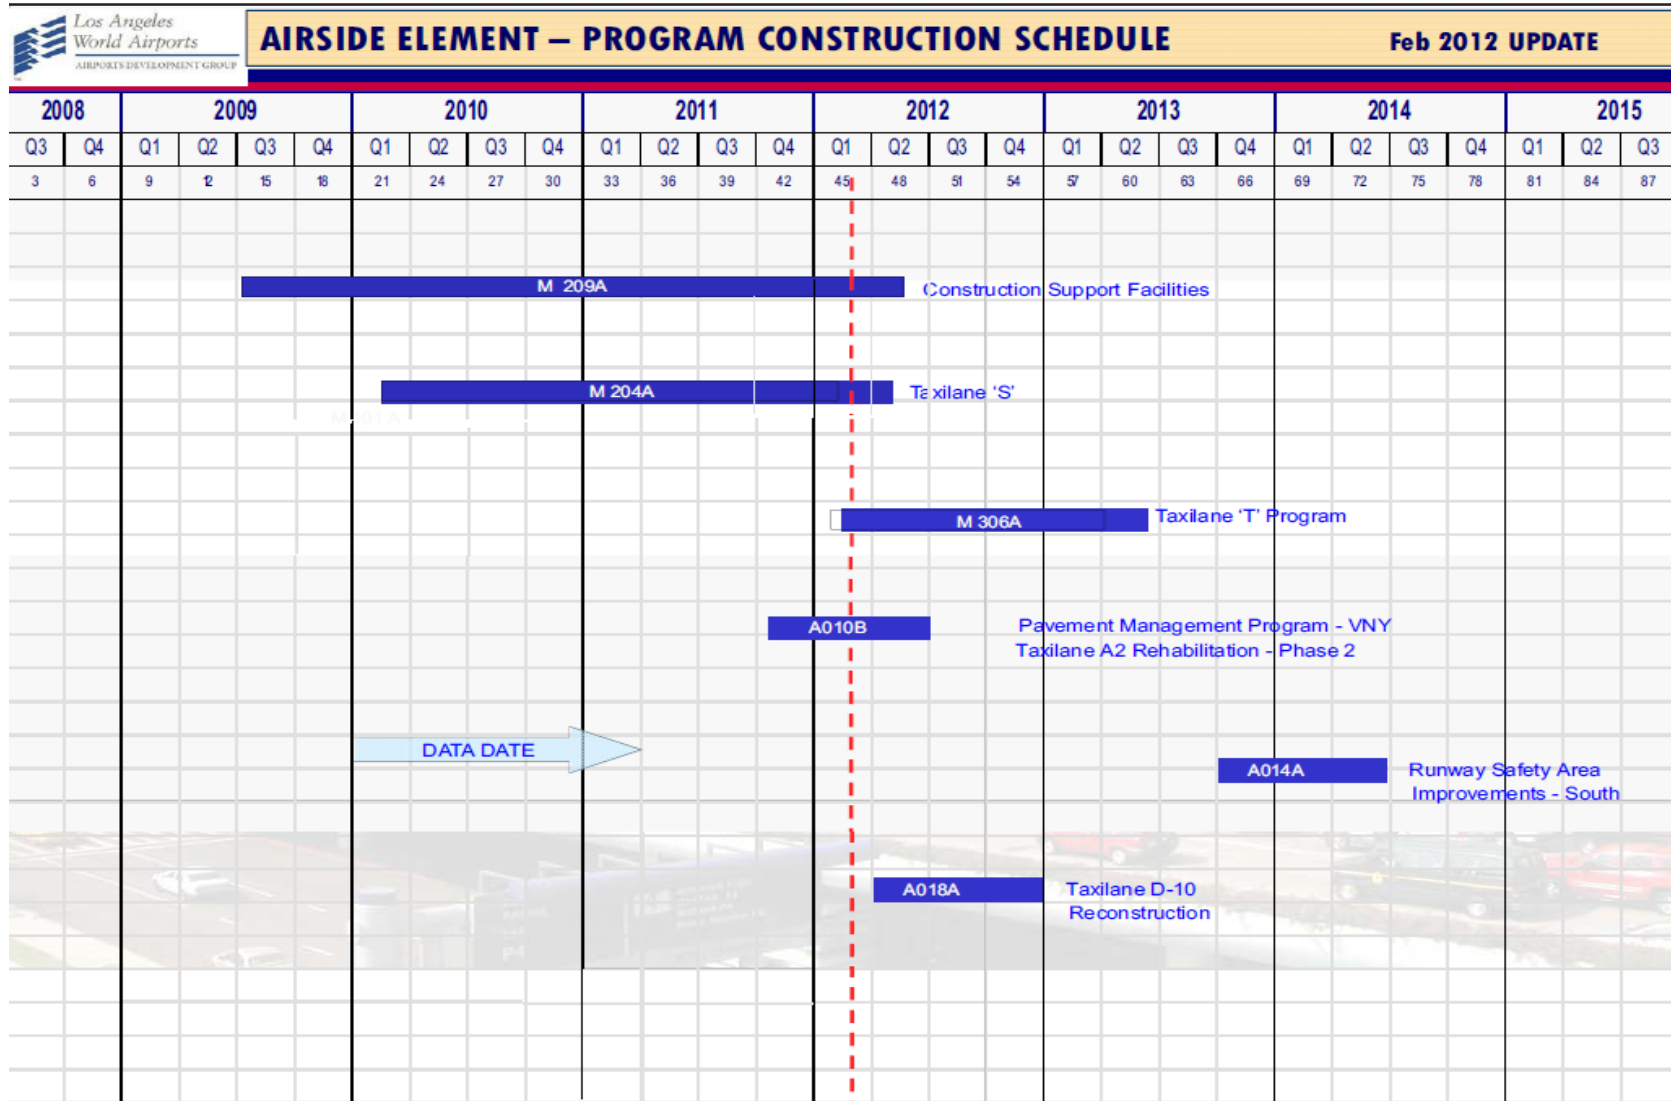 Los Angeles
World Airports
AIRPORTS DEVELOPMENT GROUP
AIRSIDE ELEMENT – PROGRAM CONSTRUCTION SCHEDULE
Feb 2012 UPDATE
2008 2009 2010 2011 2012 2013 2014 2015
Q3 Q4 Q1 Q2 Q3 Q4 Q1 Q2 Q3 Q4 Q1 Q2 Q3 Q4 Q1 Q2 Q3 Q4 Q1 Q2 Q3 Q4 Q1 Q2 Q3 Q4 Q1 Q2 Q3
3 6 9 12 15 18 21 24 27 30 33 36 39 42 45 48 51 54 57 60 63 66 69 72 75 78 81 84 87
M 209A
Construction Support Facilities
M 204A
Taxilane ‘S’
M 306A
Taxilane ‘T’ Program
A010B
Pavement Management Program - VNY
Taxilane A2 Rehabilitation - Phase 2
DATA DATE
A014A
Runway Safety Area
Improvements - South
A018A
Taxilane D-10
Reconstruction